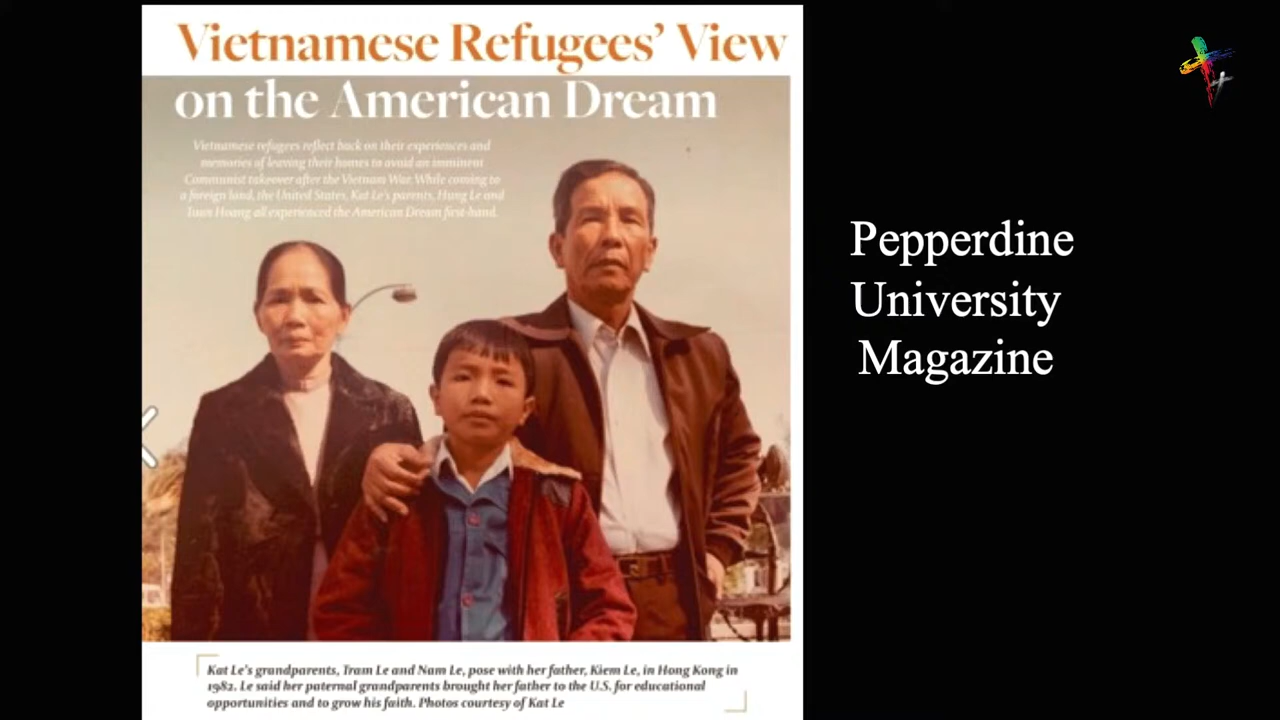 Vietnamese Refugees' View
on the American Dream
Vietnamese refugees reflect back on their experiences and
memories of leaving their homes to avoid an imminent
Communist takeover after the Vietnam War. While coming to
a foreign land, the United States, Kat Le's parents, Hung Le and
Tuwn Hoang all experienced the American Dream first-hand.
Pepperdine
University
Magazine
Kat Le's grandparents, Tram Le and Nam Le, pose with her father, Kiem Le, in Hong Kong in
1982. Le said her paternal grandparents brought her father to the U.S. for educational
opportunities and to grow his faith. Photos courtesy of Kat Le